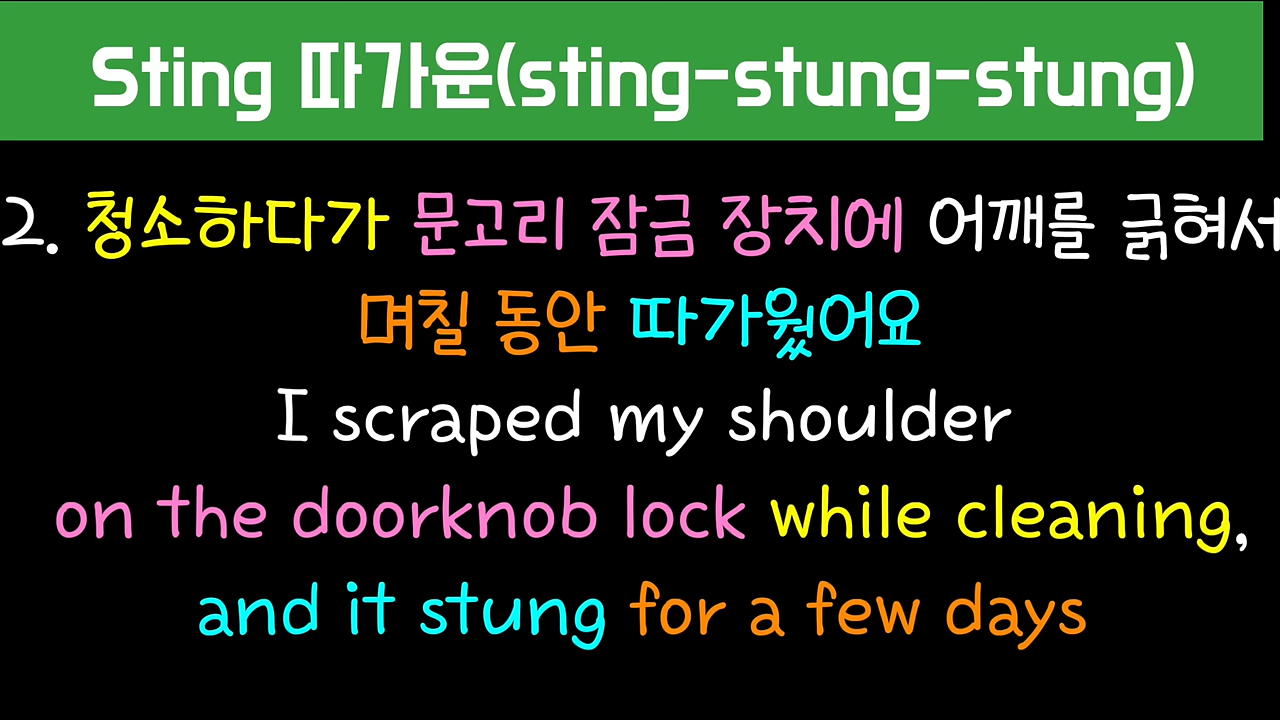 Sting 따가운(sting-stung-stung)
2. 청소하다가 문고리 잠금 장치에 어깨를 긁혀서
며칠 동안 따가웠어요
I scraped my shoulder
on the doorknob lock while cleaning,
and it stung for a few days